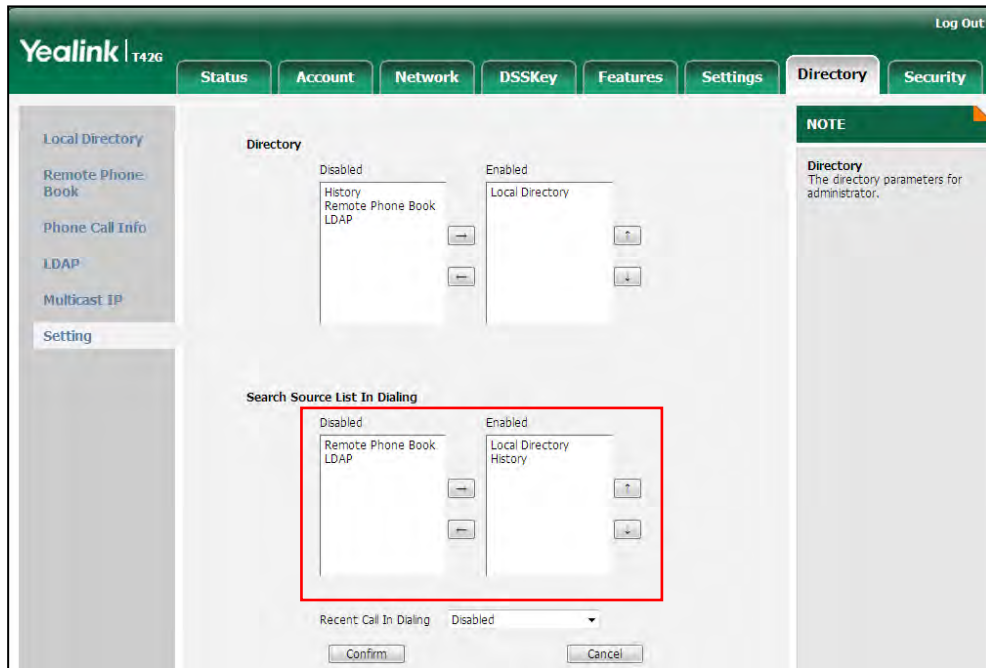 Log Out
Yealink | T42G
Status Account Network DSSKey Features Settings Directory Security
Local Directory
Remote Phone
Book
Phone Call Info
LDAP
Multicast IP
Setting
Directory
Disabled Enabled
History
Remote Phone Book
LDAP
→
←
Local Directory
↑
↓
Search Source List In Dialing
Disabled Enabled
Remote Phone Book
LDAP
→
←
Local Directory
History
↑
↓
Recent Call In Dialing Disabled
Confirm Cancel
NOTE
Directory
The directory parameters for
administrator.